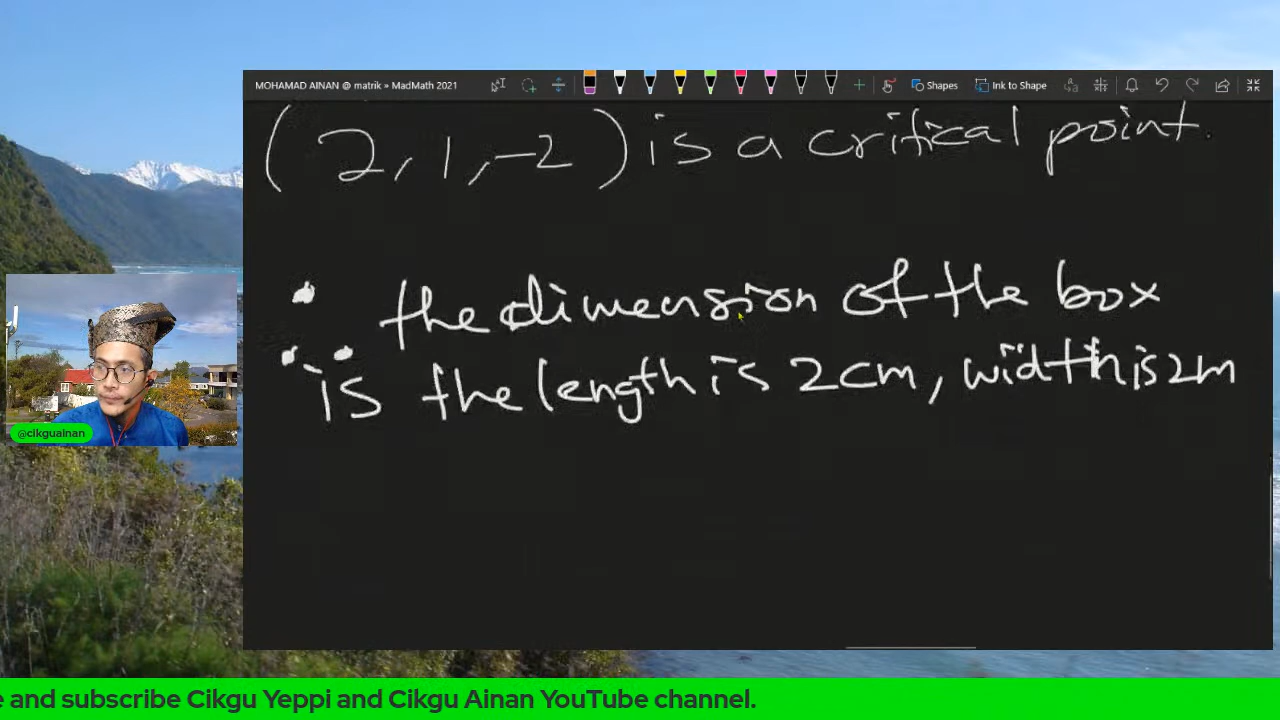 MOHAMAD AINAN @ matrik » MadMath 2021
Shapes
Ink to Shape
(2, 1, -2) is a critical point.
∴ the dimension of the box
is the length is 2cm, width is 2m
@cikguainan
e and subscribe Cikgu Yeppi and Cikgu Ainan YouTube channel.